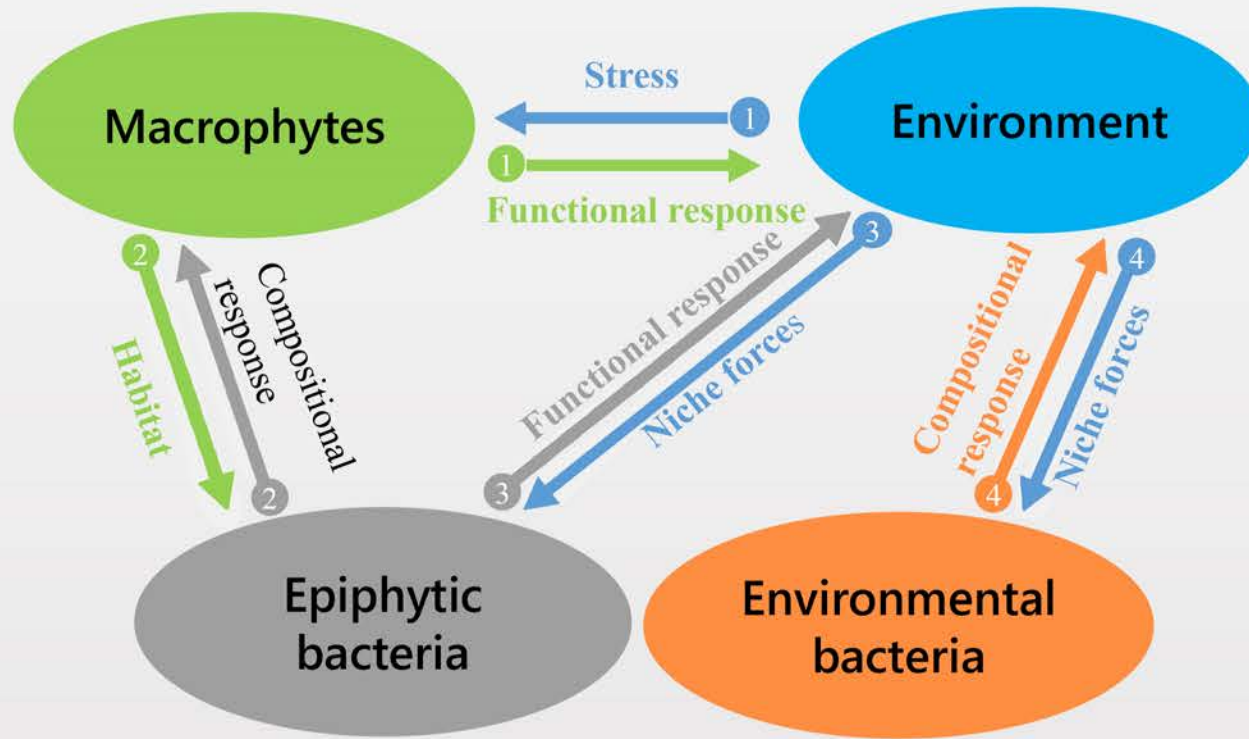 Stress
Macrophytes
Environment
1
1
Functional response
2
Habitat
Compositional
response
2
3
Functional response
Niche forces
3
4
Compositional
response
4
Niche forces
Epiphytic
bacteria
Environmental
bacteria